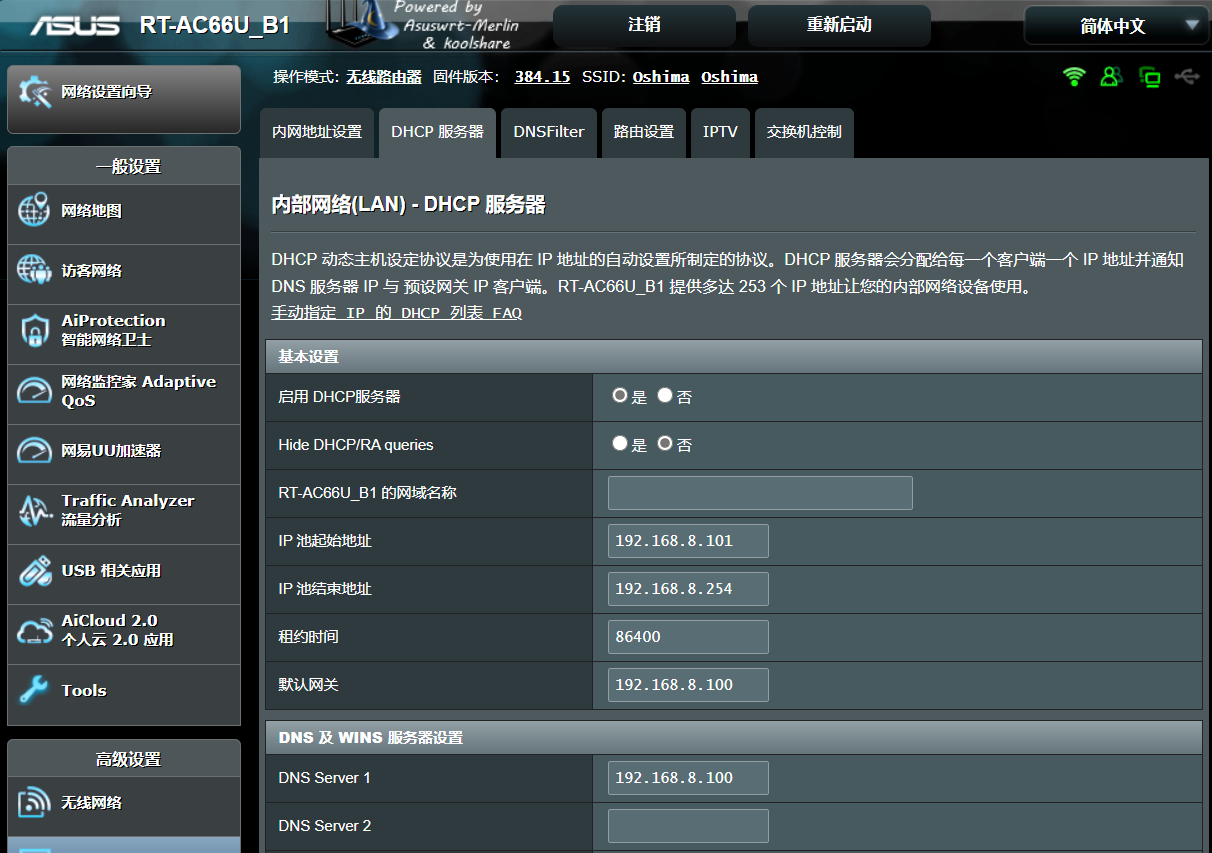 ASUS RT-AC66U_B1
Powered by
Asuswrt-Merlin
& koolshare
注销
重新启动
简体中文
操作模式: 无线路由器 固件版本: 384.15 SSID: Oshima Oshima
网络设置向导
一般设置
网络地图
访客网络
AiProtection
智能网络卫士
网络监控家 Adaptive
QoS
网易UU加速器
Traffic Analyzer
流量分析
USB 相关应用
AiCloud 2.0
个人云 2.0 应用
Tools
高级设置
无线网络
内网地址设置
DHCP 服务器
DNSFilter
路由设置
IPTV
交换机控制
内部网络(LAN) - DHCP 服务器
DHCP 动态主机设定协议是为使用在 IP 地址的自动设置所制定的协议。DHCP 服务器会分配给每一个客户端一个 IP 地址并通知
DNS 服务器 IP 与 预设网关 IP 客户端。RT-AC66U_B1 提供多达 253 个 IP 地址让您的内部网络设备使用。
手动指定 IP 的 DHCP 列表 FAQ
基本设置
启用 DHCP服务器 是 否
Hide DHCP/RA queries 是 否
RT-AC66U_B1 的网域名称
IP 池起始地址 192.168.8.101
IP 池结束地址 192.168.8.254
租约时间 86400
默认网关 192.168.8.100
DNS 及 WINS 服务器设置
DNS Server 1 192.168.8.100
DNS Server 2